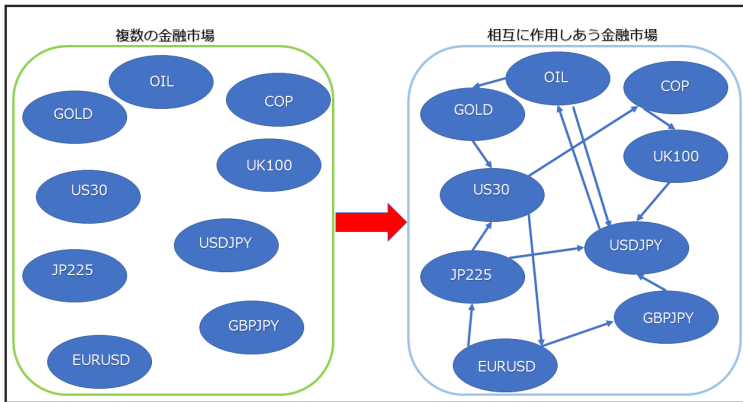 複数の金融市場
OIL
COP
GOLD
UK100
US30
USDJPY
JP225
GBPJPY
EURUSD
相互に作用しあう金融市場
OIL
COP
GOLD
UK100
US30
USDJPY
JP225
GBPJPY
EURUSD